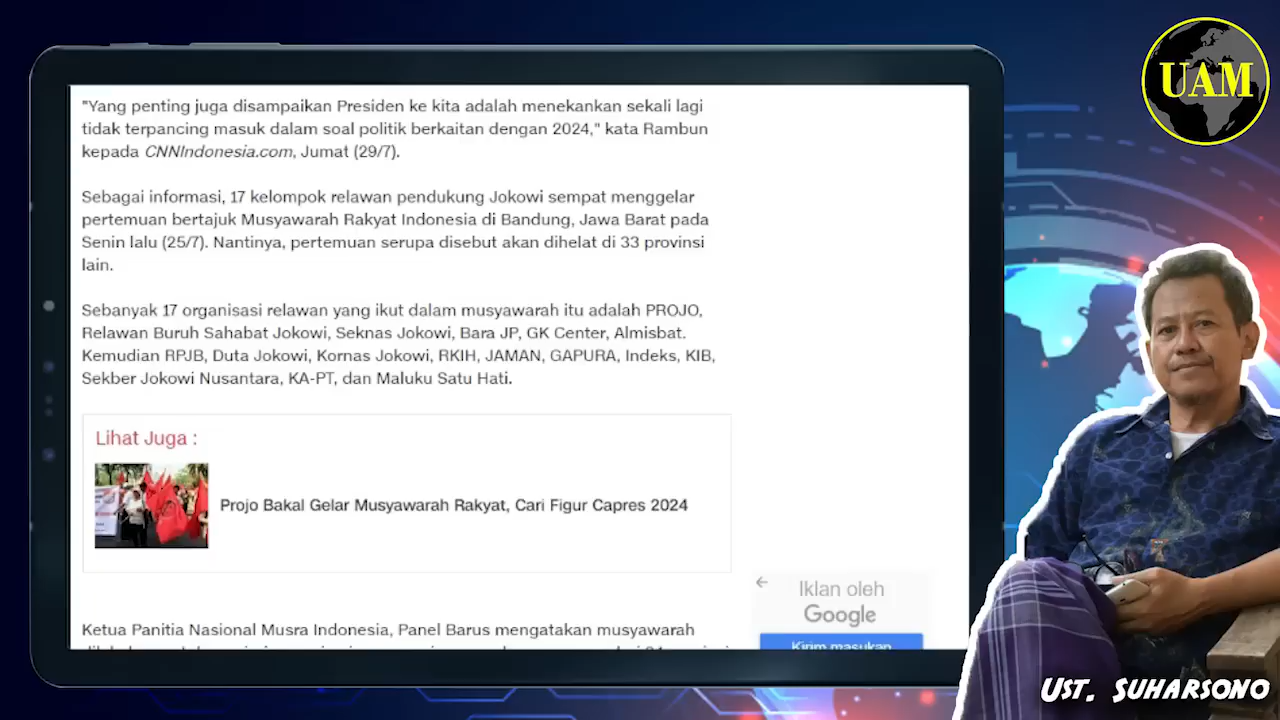 "Yang penting juga disampaikan Presiden ke kita adalah menekankan sekali lagi
tidak terpancing masuk dalam soal politik berkaitan dengan 2024," kata Rambun
kepada CNNIndonesia.com, Jumat (29/7).
Sebagai informasi, 17 kelompok relawan pendukung Jokowi sempat menggelar
pertemuan bertajuk Musyawarah Rakyat Indonesia di Bandung, Jawa Barat pada
Senin lalu (25/7). Nantinya, pertemuan serupa disebut akan dihelat di 33 provinsi
lain.
Sebanyak 17 organisasi relawan yang ikut dalam musyawarah itu adalah PROJO,
Relawan Buruh Sahabat Jokowi, Seknas Jokowi, Bara JP, GK Center, Almisbat.
Kemudian RPJB, Duta Jokowi, Kornas Jokowi, RKIH, JAMAN, GAPURA, Indeks, KIB,
Sekber Jokowi Nusantara, KA-PT, dan Maluku Satu Hati.
Lihat Juga :
Projo Bakal Gelar Musyawarah Rakyat, Cari Figur Capres 2024
Ketua Panitia Nasional Musra Indonesia, Panel Barus mengatakan musyawarah
Iklan oleh
Google
Kirim masukan
UAM
UST. SUHARSONO